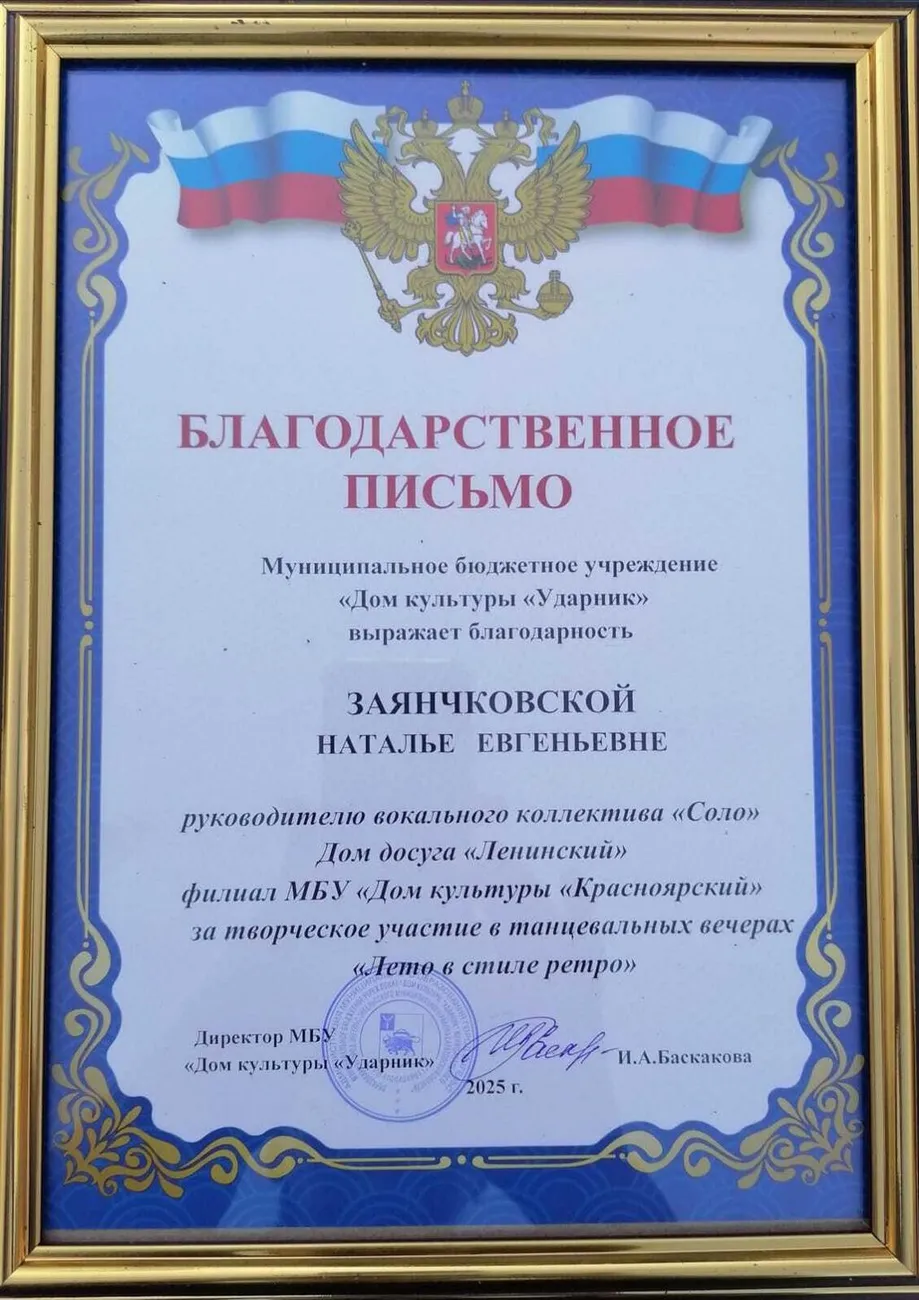 БЛАГОДАРСТВЕННОЕ
ПИСЬМО
Муниципальное бюджетное учреждение
«Дом культуры «Ударник»
выражает благодарность
ЗАЯНЧКОВСКОЙ
НАТАЛЬЕ ЕВГЕНЬЕВНЕ
руководителю вокального коллектива «Соло»
Дом досуга «Ленинский»
филиал МБУ «Дом культуры «Красноярский»
за творческое участие в танцевальных вечерах
«Лето в стиле ретро»
Директор МБУ
«Дом культуры «Ударник»
И.А.Баскакова
2025 г.